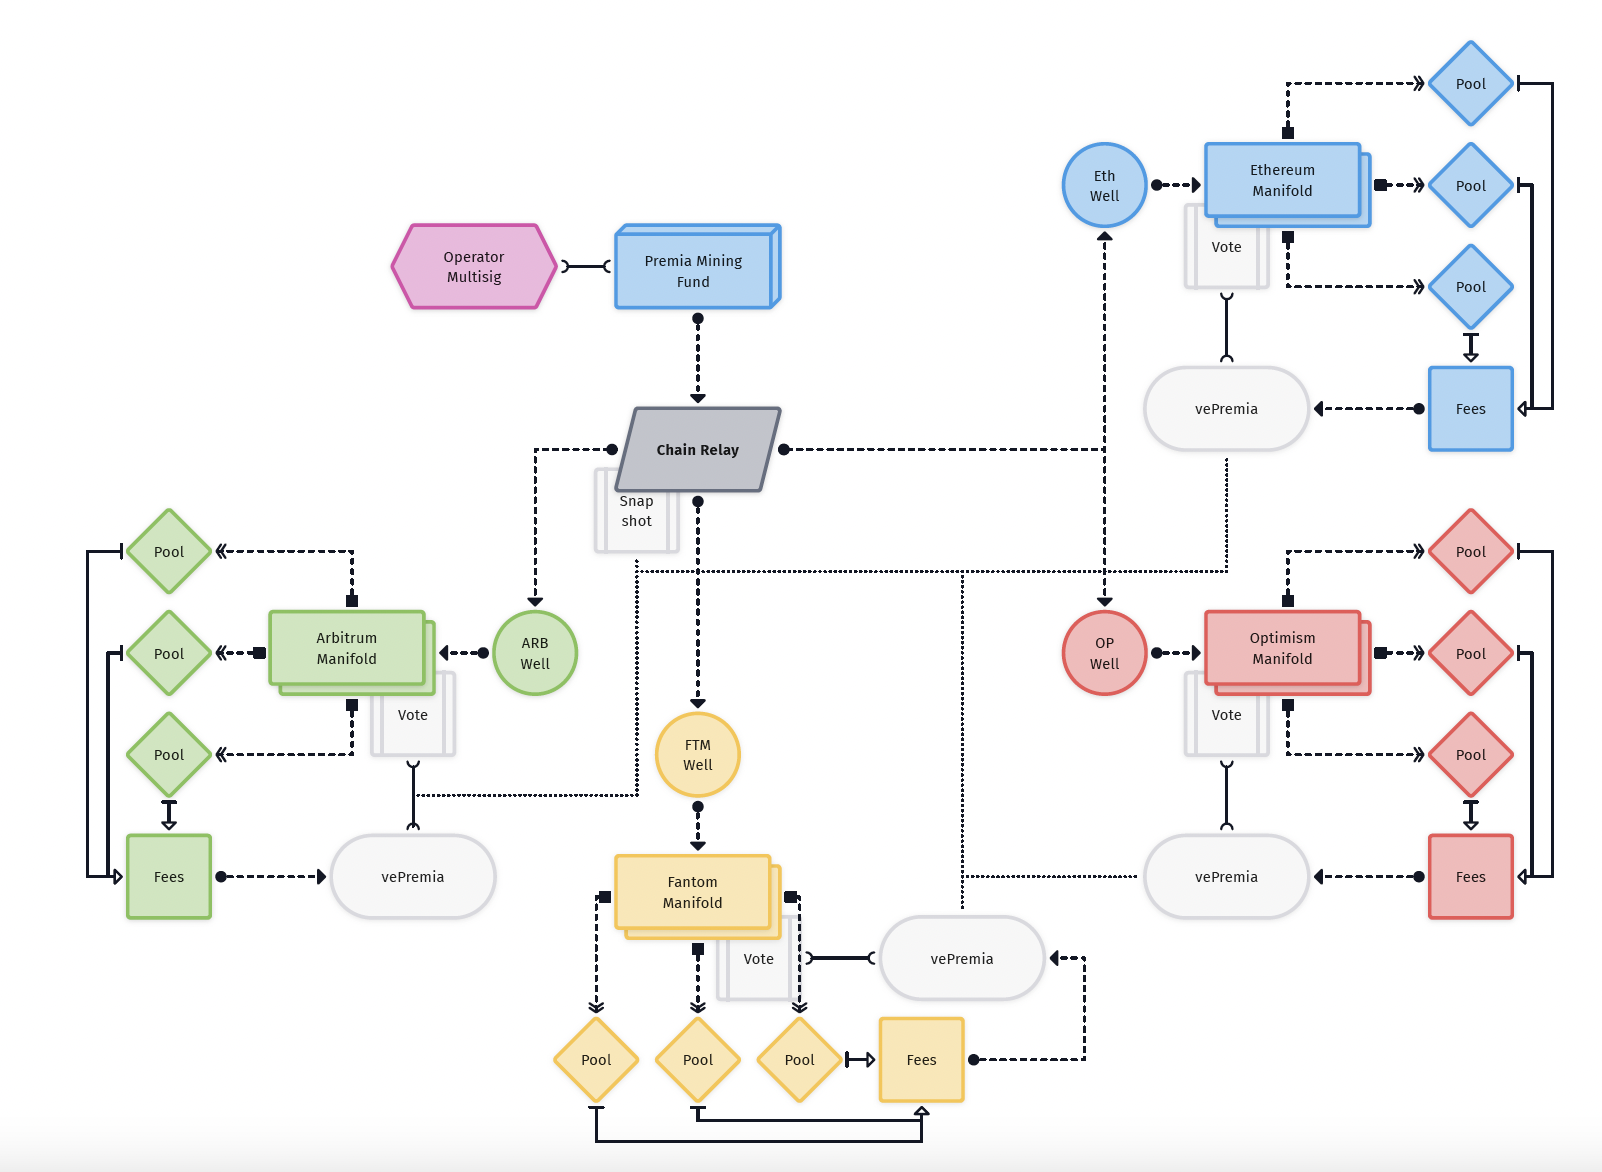 Pool
Eth
Well
Ethereum
Manifold
Pool
Vote
Operator
Multisig
Premia Mining
Fund
Pool
vePremia
Fees
Chain Relay
Snap
shot
Pool
Pool
Arbitrum
Manifold
ARB
Well
Pool
OP
Well
Optimism
Manifold
Pool
Vote
Vote
Pool
FTM
Well
Pool
Fees
vePremia
Fantom
Manifold
vePremia
Fees
Vote
vePremia
Pool
Pool
Pool
Fees